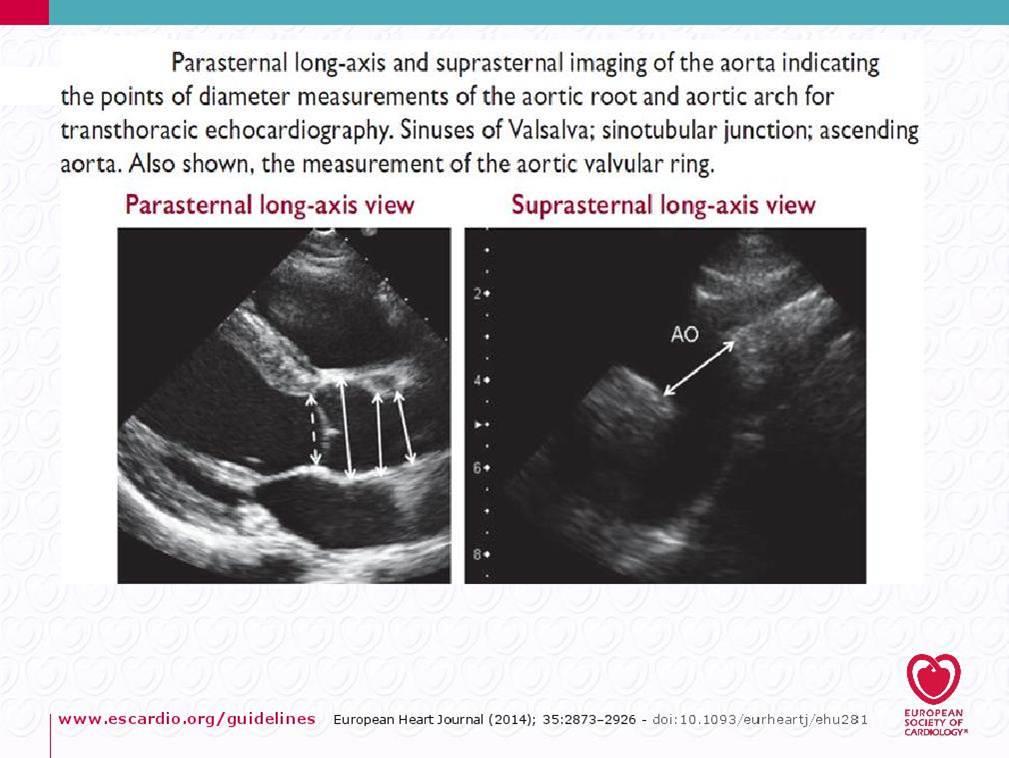 Parasternal long-axis and suprasternal imaging of the aorta indicating
the points of diameter measurements of the aortic root and aortic arch for
transthoracic echocardiography. Sinuses of Valsalva; sinotubular junction; ascending
aorta. Also shown, the measurement of the aortic valvular ring.
Parasternal long-axis view
Suprasternal long-axis view
2
AO
4
6
8
www.escardio.org/guidelines European Heart Journal (2014); 35:2873–2926 - doi:10.1093/eurheartj/ehu281
EUROPEAN
SOCIETY OF
CARDIOLOGY®